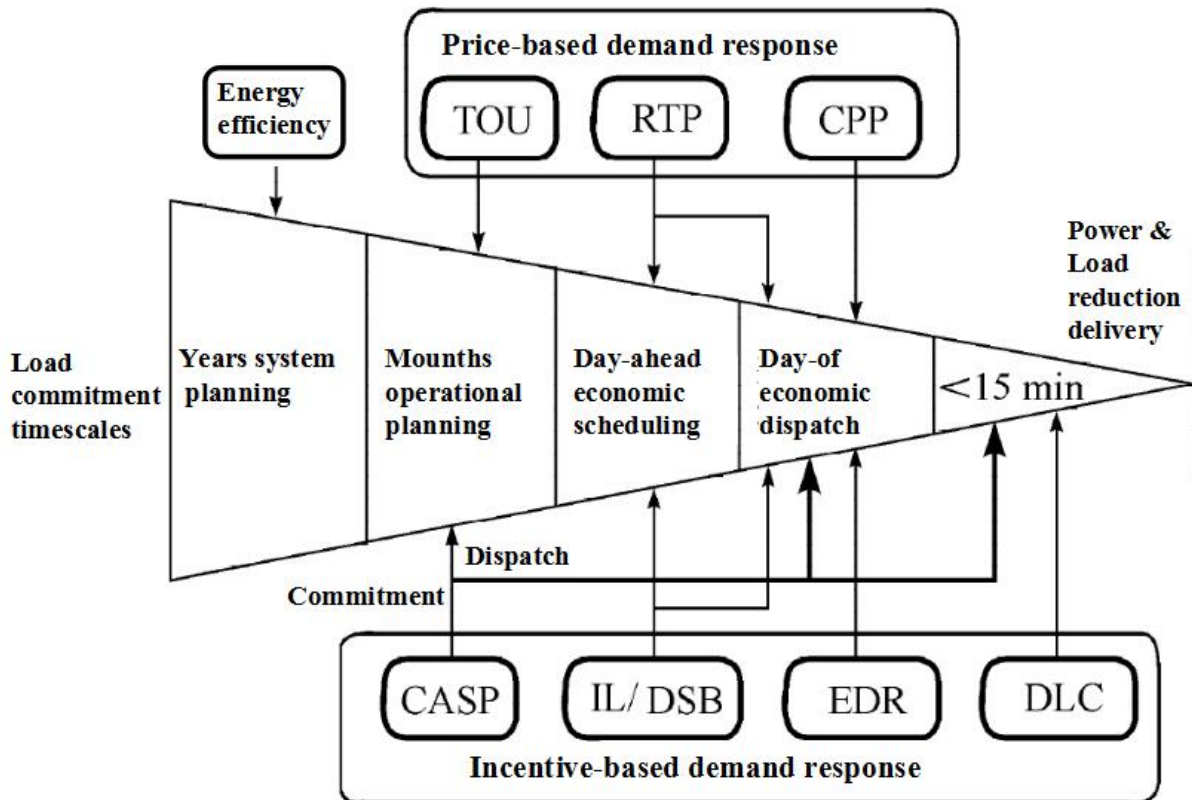 Price-based demand response
Energy
efficiency
TOU
RTP
CPP
Power &
Load
reduction
delivery
Load
commitment
timescales
Years system
planning
Mounths
operational
planning
Day-ahead
economic
scheduling
Day-of
economic
dispatch
<15 min
Dispatch
Commitment
CASP
IL/DSB
EDR
DLC
Incentive-based demand response